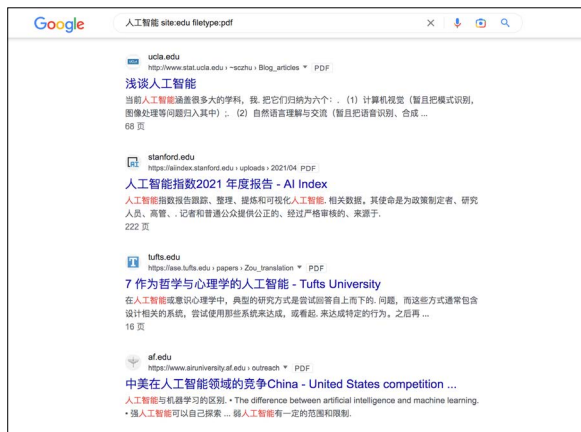 Google
人工智能 site:edu filetype:pdf
ucla.edu
http://www.stat.ucla.edu › ~sczhu › Blog_articles ▼ PDF
浅谈人工智能
当前人工智能涵盖很多大的学科，我. 把它们归纳为六个：.（1）计算机视觉（暂且把模式识别，
图像处理等问题归入其中）;.（2）自然语言理解与交流（暂且把语音识别、合成 ...
68 页
stanford.edu
https://aiindex.stanford.edu › uploads › 2021/04 PDF
人工智能指数2021 年度报告 - AI Index
人工智能指数报告跟踪、整理、提炼和可视化人工智能. 相关数据。其使命是为政策制定者、研究
人员、高管、. 记者和普通公众提供公正的、经过严格审核的、来源于.
222 页
tufts.edu
https://ase.tufts.edu › papers › Zou_translation ▼ PDF
7 作为哲学与心理学的人工智能 - Tufts University
在人工智能或意识心理学中，典型的研究方式是尝试回答自上而下的. 问题，而这些方式通常包含
设计相关的系统，尝试使用那些系统来达成，或看起. 来达成特定的行为。之后再 ...
16 页
af.edu
https://www.airuniversity.af.edu › outreach ▼ PDF
中美在人工智能领域的竞争China - United States competition ...
人工智能与机器学习的区别. • The difference between artificial intelligence and machine learning.
• 强人工智能可以自己探索 ... 弱人工智能有一定的范围和限制.